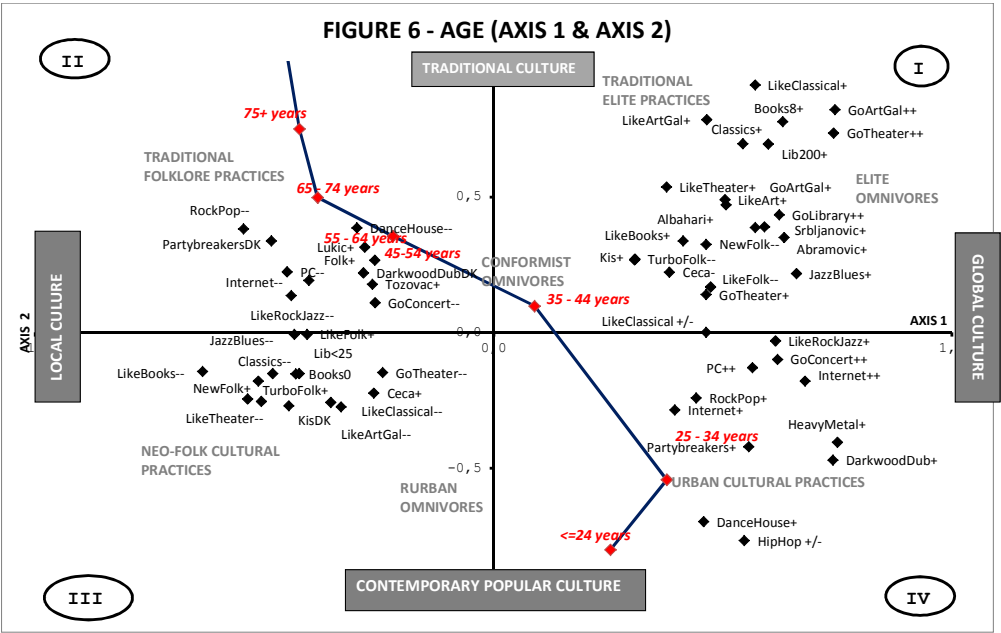 FIGURE 6 - AGE (AXIS 1 & AXIS 2)
II
I
TRADITIONAL CULTURE
TRADITIONAL
ELITE PRACTICES
LikeClassical+
Books8+
GoArtGal++
LikeArtGal+
Classics+
GoTheater++
Lib200+
75+ years
TRADITIONAL
FOLKLORE PRACTICES
65 - 74 years
0,5
LikeTheater+
GoArtGal+
ELITE
OMNIVORES
LikeArt+
RockPop--
DanceHouse--
Albahari+
GoLibrary++
Srbljanovic+
PartybreakersDK
55 - 64 years
Lukic+
45-54 years
LikeBooks+
NewFolk--
Abramovic+
Folk+
Kis+
TurboFolk--
PC--
DarkwoodDubDK
CONFORMIST
OMNIVORES
Ceca-
JazzBlues+
Internet--
Tozovac+
LikeFolk--
GoTheater+
GoConcert--
35 - 44 years
LikeRockJazz--
LikeClassical +/-
AXIS 1
LOCAL CULURE
GLOBAL CULTURE
AXIS 2
LikeFolk+
0,0
0,0
1,
JazzBlues--
LikeRockJazz+
Lib<25
GoConcert++
Classics--
PC++
LikeBooks--
Books0
GoTheater--
Internet++
NewFolk+
TurboFolk+
Ceca+
RockPop+
LikeTheater--
KisDK
LikeClassical--
Internet+
LikeArtGal--
HeavyMetal+
25 - 34 years
Partybreakers+
NEO-FOLK CULTURAL
PRACTICES
-0,5
DarkwoodDub+
RURBAN
OMNIVORES
URBAN CULTURAL PRACTICES
DanceHouse+
<=24 years
HipHop +/-
CONTEMPORARY POPULAR CULTURE
III
IV